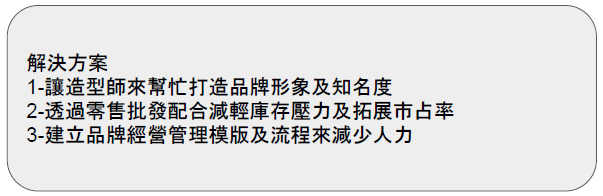 解決方案
1-讓造型師來幫忙打造品牌形象及知名度
2-透過零售批發配合減輕庫存壓力及拓展市占率
3-建立品牌經營管理模版及流程來減少人力